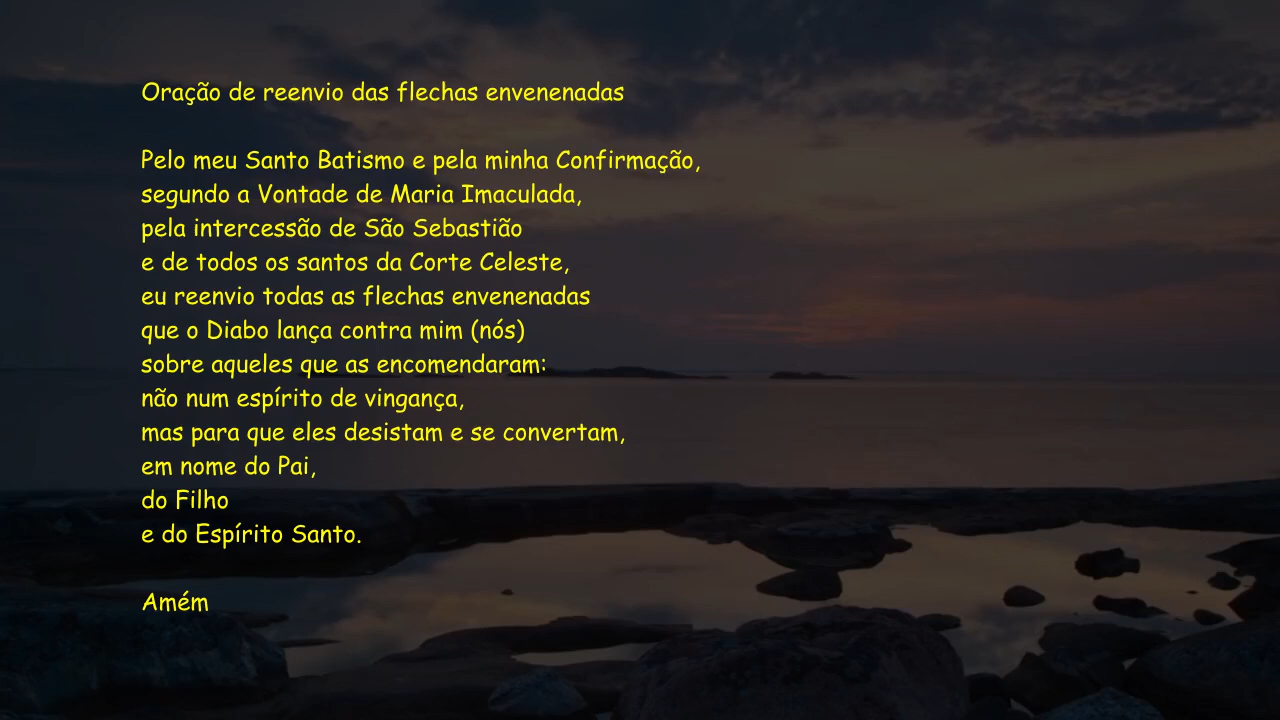 Oração de reenvio das flechas envenenadas
Pelo meu Santo Batismo e pela minha Confirmação,
segundo a Vontade de Maria Imaculada,
pela intercessão de São Sebastião
e de todos os santos da Corte Celeste,
eu reenvio todas as flechas envenenadas
que o Diabo lança contra mim (nós)
sobre aqueles que as encomendaram:
não num espírito de vingança,
mas para que eles desistam e se convertam,
em nome do Pai,
do Filho
e do Espírito Santo.
Amém